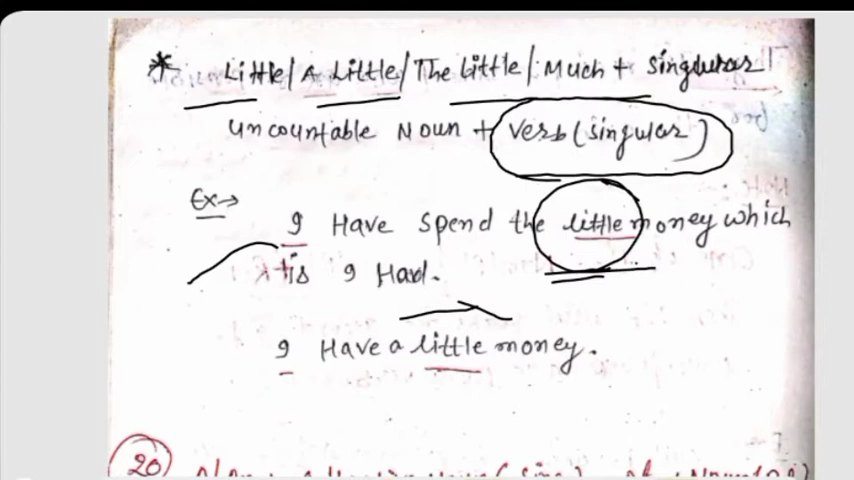 * Little/A Little/The Little/Much + singular
uncountable Noun + verb(singular)
Ex→
I Have spend the little money which
is I Had.
I Have a little money.
20